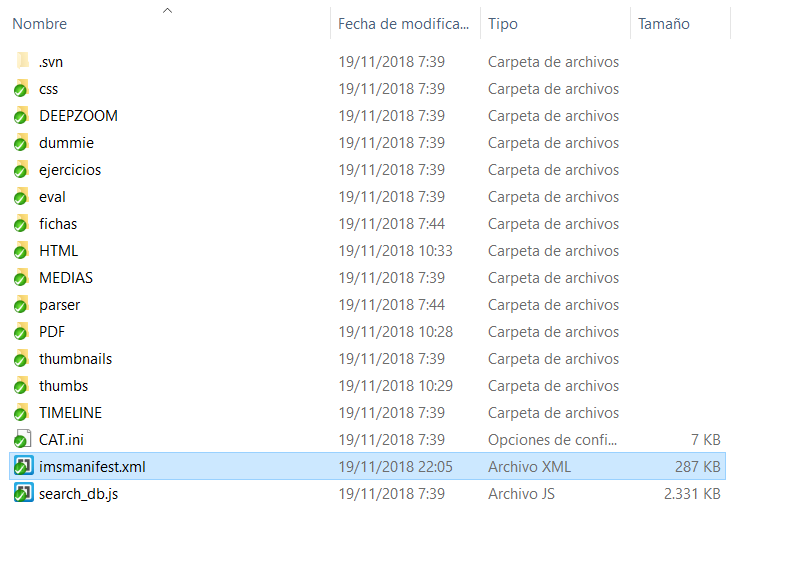 Nombre Fecha de modifica... Tipo Tamaño
.svn 19/11/2018 7:39 Carpeta de archivos
css 19/11/2018 7:39 Carpeta de archivos
DEEPZOOM 19/11/2018 7:39 Carpeta de archivos
dummie 19/11/2018 7:39 Carpeta de archivos
ejercicios 19/11/2018 7:39 Carpeta de archivos
eval 19/11/2018 7:39 Carpeta de archivos
fichas 19/11/2018 7:44 Carpeta de archivos
HTML 19/11/2018 10:33 Carpeta de archivos
MEDIAS 19/11/2018 7:39 Carpeta de archivos
parser 19/11/2018 7:44 Carpeta de archivos
PDF 19/11/2018 10:28 Carpeta de archivos
thumbnails 19/11/2018 7:39 Carpeta de archivos
thumbs 19/11/2018 10:29 Carpeta de archivos
TIMELINE 19/11/2018 7:39 Carpeta de archivos
CAT.ini 19/11/2018 7:39 Opciones de confi... 7 KB
imsmanifest.xml 19/11/2018 22:05 Archivo XML 287 KB
search_db.js 19/11/2018 7:39 Archivo JS 2.331 KB